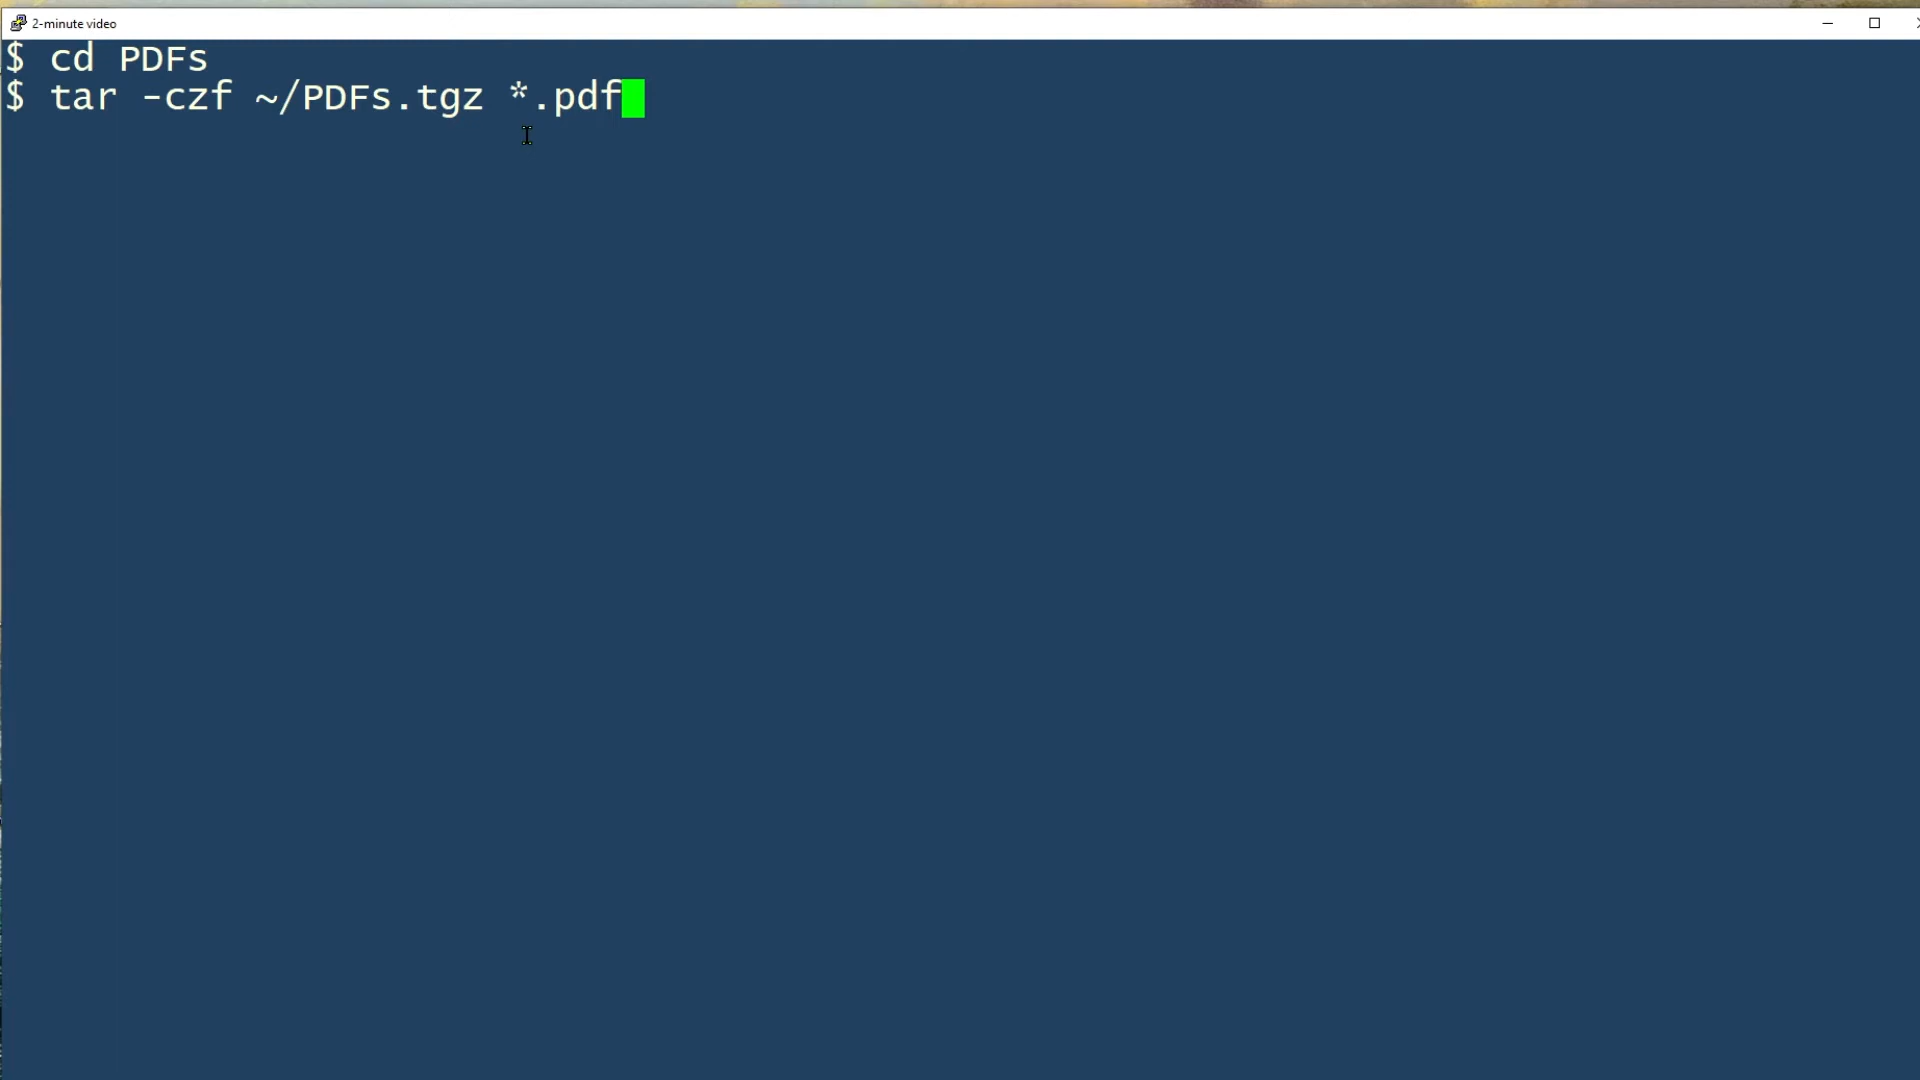 2-minute video
$ cd PDFs
$ tar -czf ~/PDFs.tgz *.pdf